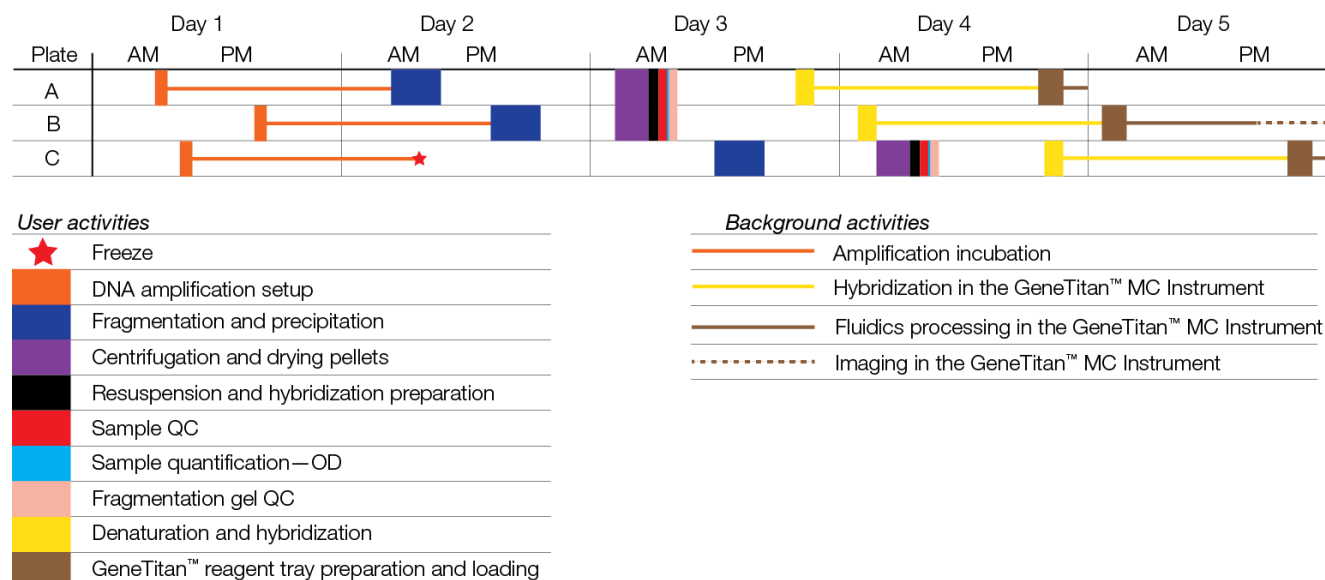 Day 1 Day 2 Day 3 Day 4 Day 5
Plate AM PM AM PM AM PM AM PM AM PM
A
B
C
User activities
Freeze
DNA amplification setup
Fragmentation and precipitation
Centrifugation and drying pellets
Resuspension and hybridization preparation
Sample QC
Sample quantification—OD
Fragmentation gel QC
Denaturation and hybridization
GeneTitan™ reagent tray preparation and loading
Background activities
Amplification incubation
Hybridization in the GeneTitan™ MC Instrument
Fluidics processing in the GeneTitan™ MC Instrument
Imaging in the GeneTitan™ MC Instrument